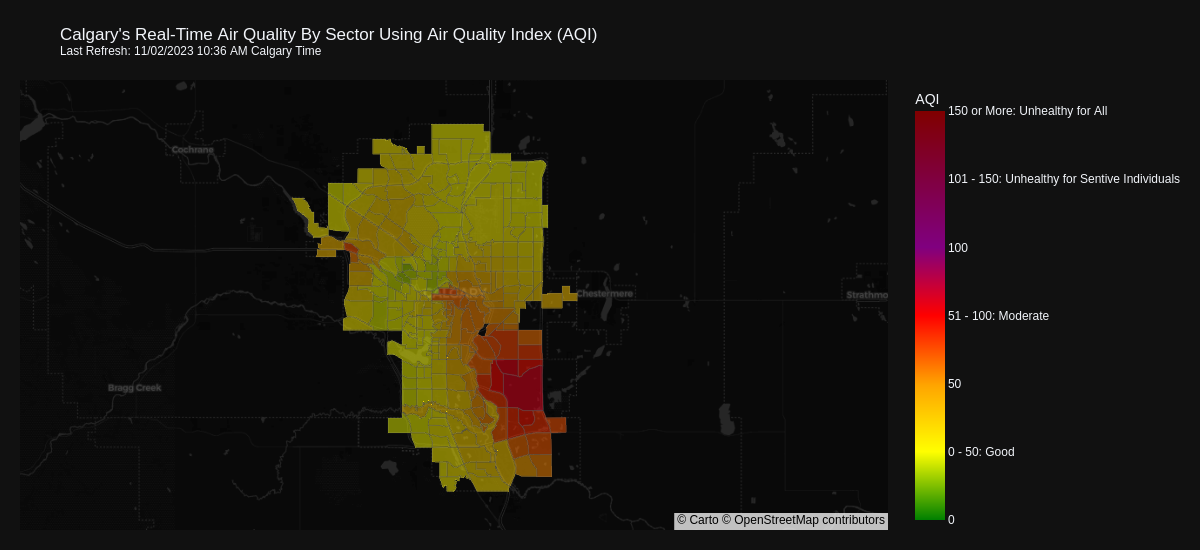 Calgary's Real-Time Air Quality By Sector Using Air Quality Index (AQI)
Last Refresh: 11/02/2023 10:36 AM Calgary Time
AQI
150 or More: Unhealthy for All
Cochrane
101 - 150: Unhealthy for Sentive Individuals
100
CALGARY
Chestermere
Strathmo
51 - 100: Moderate
50
Bragg Creek
0 - 50: Good
0
© Carto © OpenStreetMap contributors